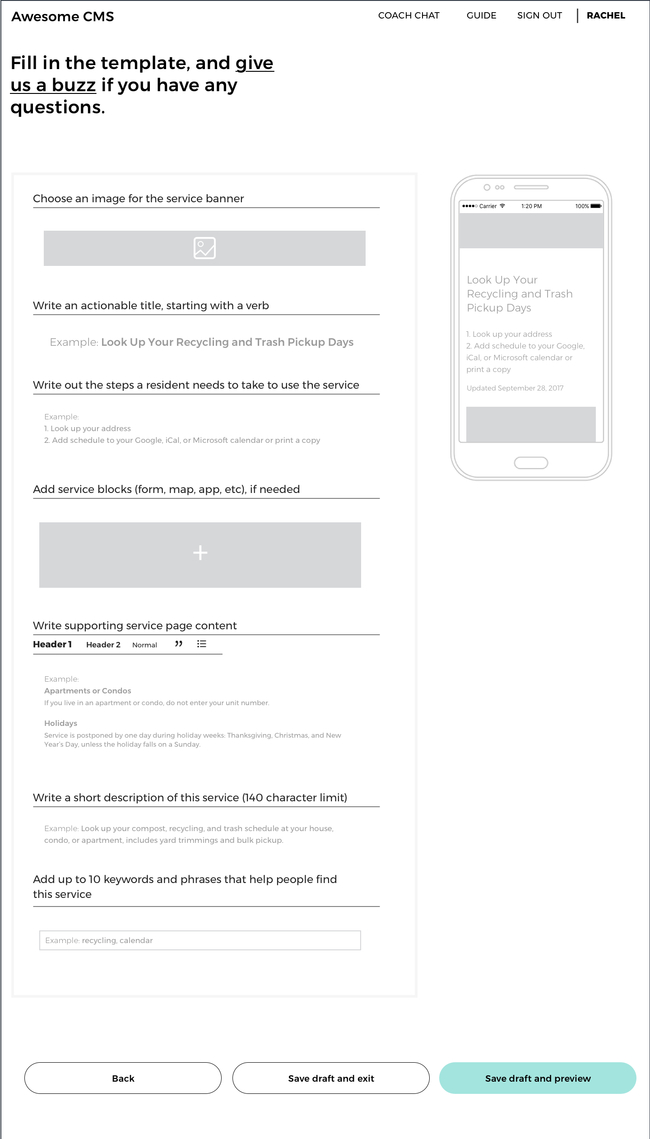 Awesome CMS
COACH CHAT GUIDE SIGN OUT RACHEL
Fill in the template, and give
us a buzz if you have any
questions.
Choose an image for the service banner
Write an actionable title, starting with a verb
Example: Look Up Your Recycling and Trash Pickup Days
Write out the steps a resident needs to take to use the service
Example:
1. Look up your address
2. Add schedule to your Google, iCal, or Microsoft calendar or print a copy
Add service blocks (form, map, app, etc), if needed
Write supporting service page content
Header 1 Header 2 Normal
Example:
Apartments or Condos
If you live in an apartment or condo, do not enter your unit number.
Holidays
Service is postponed by one day during holiday weeks: Thanksgiving, Christmas, and New
Year's Day, unless the holiday falls on a Sunday.
Write a short description of this service (140 character limit)
Example: Look up your compost, recycling, and trash schedule at your house,
condo, or apartment, includes yard trimmings and bulk pickup.
Add up to 10 keywords and phrases that help people find
this service
Example: recycling, calendar
Carrier 1:20 PM 100%
Look Up Your
Recycling and Trash
Pickup Days
1. Look up your address
2. Add schedule to your Google,
iCal, or Microsoft calendar or
print a copy
Updated September 28, 2017
Back
Save draft and exit
Save draft and preview